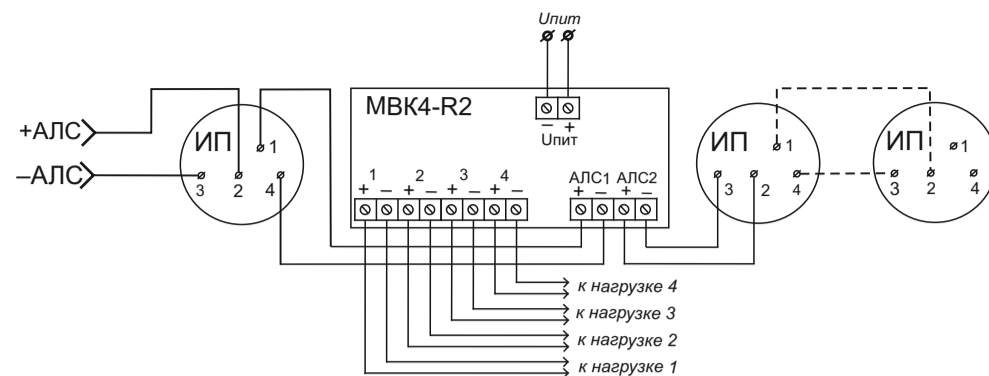 Uпит
МВК4-R2
– +
Uпит
+АЛС
–АЛС
ИП
1
3 2 4
1 2 3 4
+ – + – + – + –
АЛС1 АЛС2
+ – + –
ИП
1
3 2 4
ИП
1
3 2 4
к нагрузке 4
к нагрузке 3
к нагрузке 2
к нагрузке 1